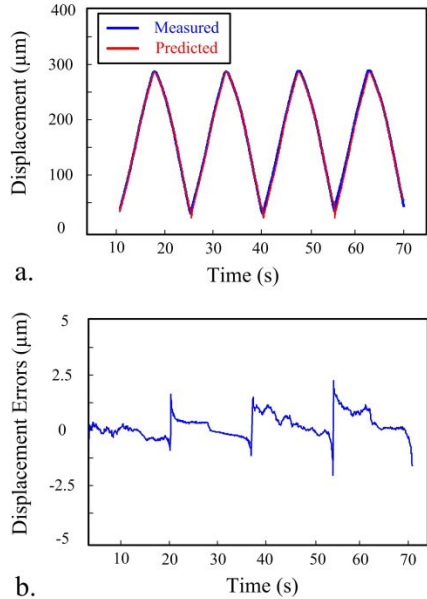 400
Measured
Predicted
300
200
100
0
Displacement (μm)
10 20 30 40 50 60 70
Time (s)
a.
5
2.5
0
-2.5
-5
Displacement Errors (μm)
10 20 30 40 50 60 70
Time (s)
b.